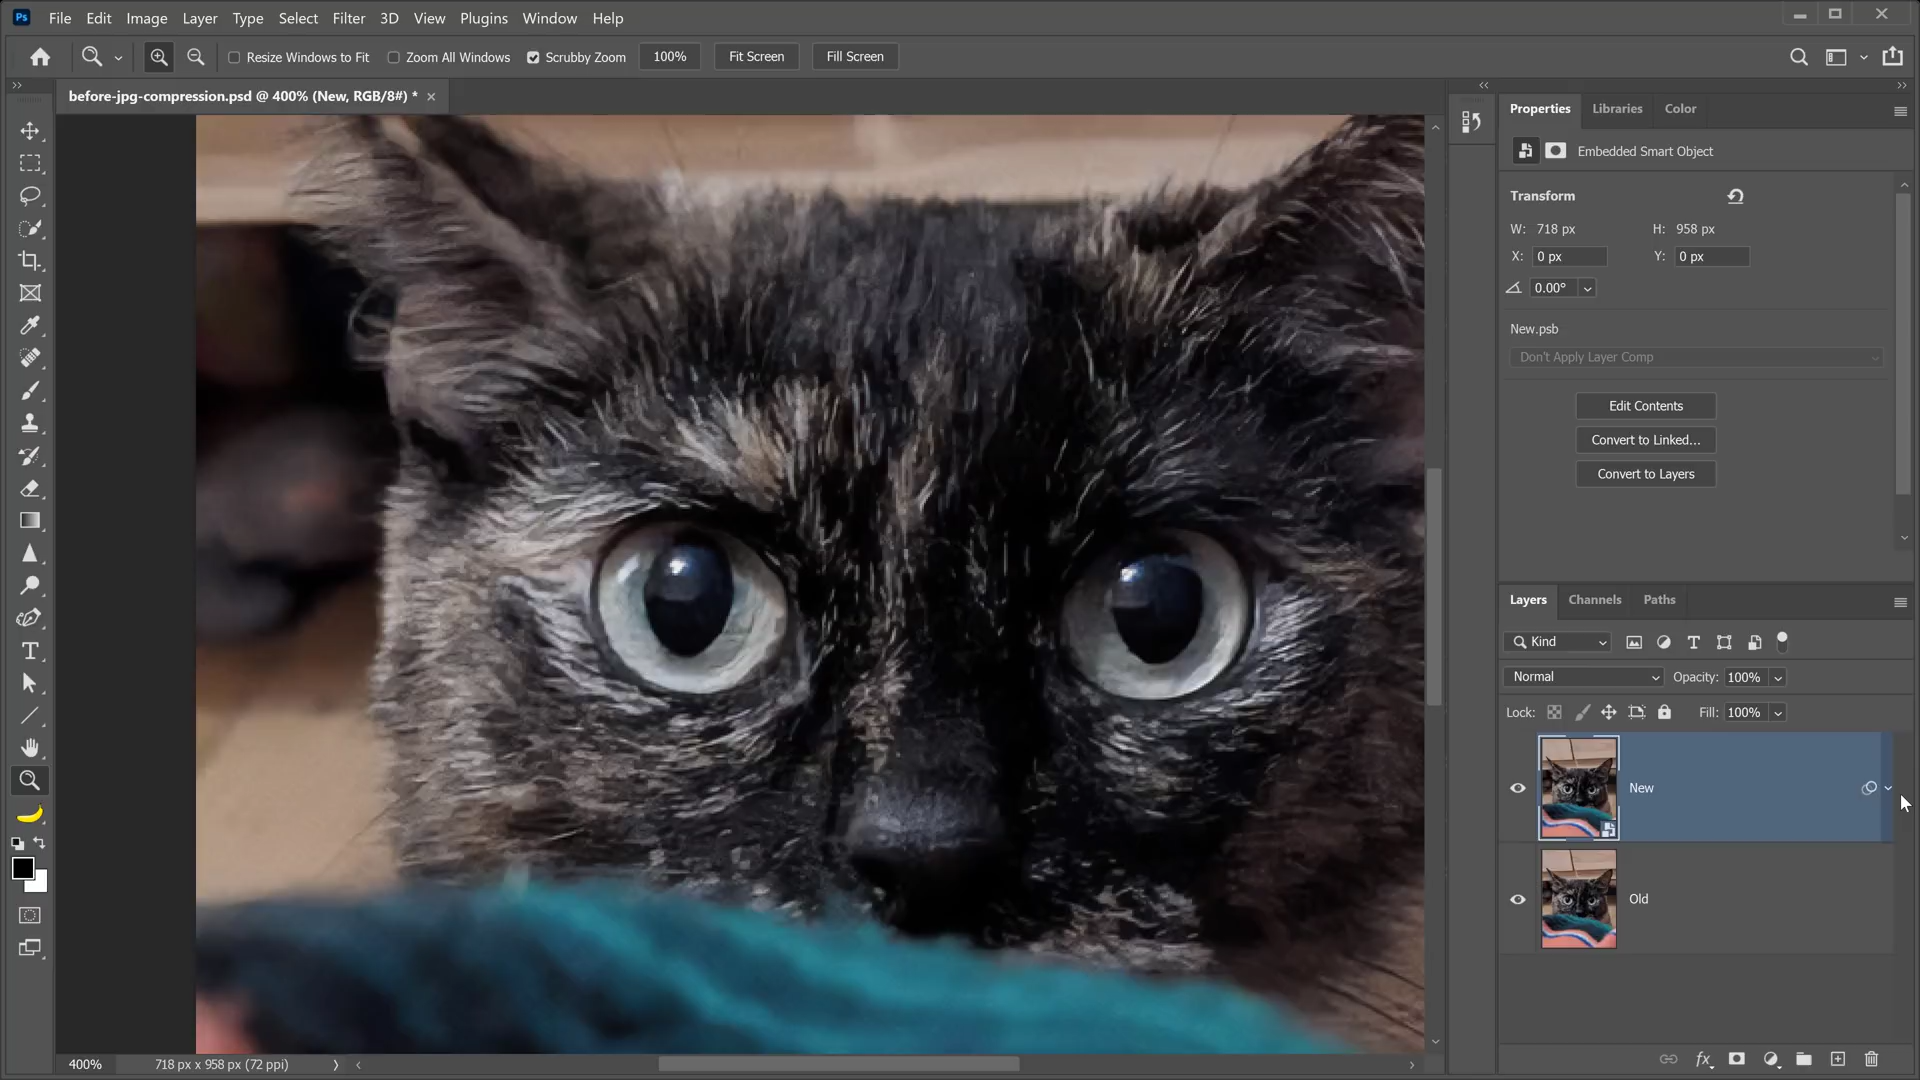 Ps File Edit Image Layer Type Select Filter 3D View Plugins Window Help
Resize Windows to Fit Zoom All Windows Scrubby Zoom 100% Fit Screen Fill Screen
before-jpg-compression.psd @ 400% (New, RGB/8#) *
Properties Libraries Color
Embedded Smart Object
Transform
W: 718 px H: 958 px
X: 0 px Y: 0 px
0.00°
New.psb
Don't Apply Layer Comp
Edit Contents
Convert to Linked...
Convert to Layers
Layers Channels Paths
Kind
Normal Opacity: 100%
Lock: Fill: 100%
New
Old
400% 718 px x 958 px (72 ppi)